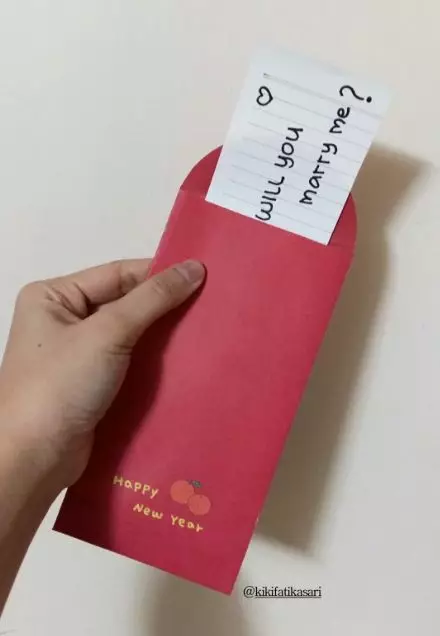 will you
marry me?
Happy
New Year
@kikifatikasari